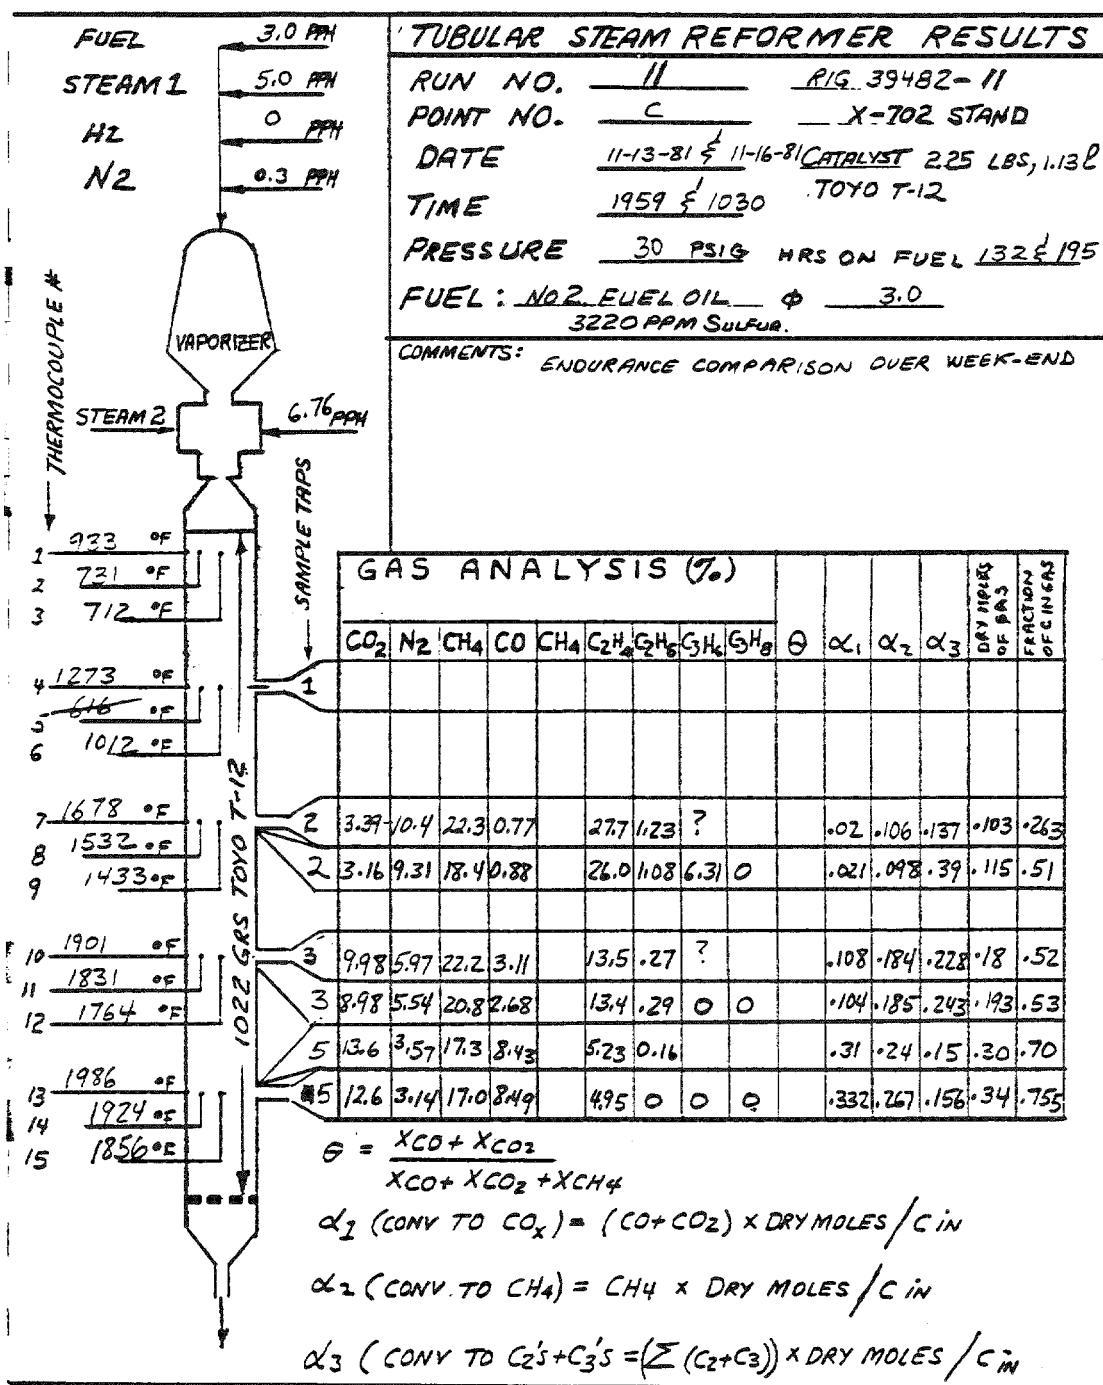 FUEL 3.0 PPH
STEAM 1 5.0 PPH
H2 0 PPH
N2 0.3 PPH
TUBULAR STEAM REFORMER RESULTS
RUN NO. 11 RIG 39482-11
POINT NO. C X-702 STAND
DATE 11-13-81 & 11-16-81 CATALYST 2.25 LBS, 1.13 ℓ
TIME 1959 & 1030 TOYO T-12
PRESSURE 30 PSIG HRS ON FUEL 132 & 195
FUEL: NO2 FUEL OIL φ 3.0
3220 PPM SULFUR.
COMMENTS: ENDURANCE COMPARISON OVER WEEK-END
VAPORIZER
STEAM 2 6.76 PPH
THERMOCOUPLE #
SAMPLE TAPS
1 933 °F
2 731 °F
3 712 °F
4 1273 °F
5 616 °F
6 1012 °F
7 1678 °F
8 1532 °F
9 1433 °F
10 1901 °F
11 1831 °F
12 1764 °F
13 1986 °F
14 1924 °F
15 1856 °F
1022 GRS TOYO T-12
GAS ANALYSIS (%)
CO2 N2 CH4 CO CH4 C2H4 C2H6 C3H6 C3H8 θ α1 α2 α3 DRY MOLES OF GAS FRACTION OF C IN GAS
1
2 3.39 10.4 22.3 0.77 27.7 1.23 ? .02 .106 .137 .103 .263
2 3.16 9.31 18.4 0.88 26.0 1.08 6.31 0 .021 .098 .39 .115 .51
3 9.98 5.97 22.2 3.11 13.5 .27 ? .108 .184 .228 .18 .52
3 8.98 5.54 20.8 2.68 13.4 .29 0 0 .104 .185 .243 .193 .53
5 13.6 3.57 17.3 8.43 5.23 0.16 .31 .24 .15 .30 .70
5 12.6 3.14 17.0 8.49 4.95 0 0 0 .332 .267 .156 .34 .755
θ = XCO + XCO2 / XCO + XCO2 + XCH4
α1 (CONV TO COx) = (CO + CO2) × DRY MOLES / C IN
α2 (CONV. TO CH4) = CH4 × DRY MOLES / C IN
α3 (CONV TO C2's + C3's = (Σ (C2+C3)) × DRY MOLES / C IN